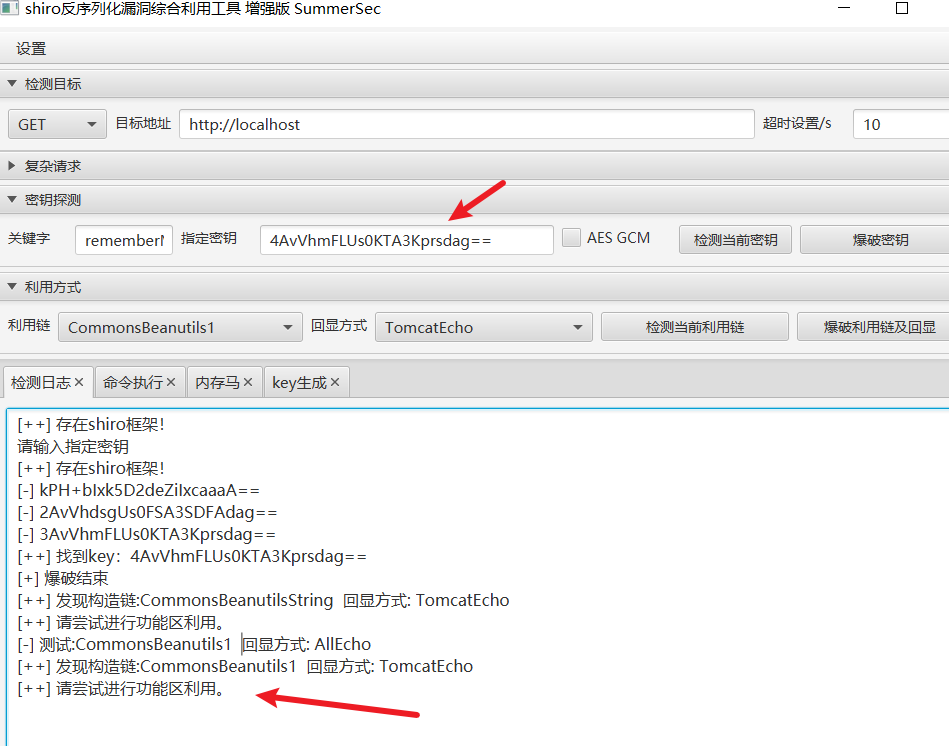 shiro反序列化漏洞综合利用工具 增强版 SummerSec
设置
检测目标
GET 目标地址 http://localhost 超时设置/s 10
复杂请求
密钥探测
关键字 rememberM 指定密钥 4AvVhmFLUs0KTA3Kprsdag== AES GCM 检测当前密钥 爆破密钥
利用方式
利用链 CommonsBeanutils1 回显方式 TomcatEcho 检测当前利用链 爆破利用链及回显
检测日志 命令执行 内存马 key生成
[++] 存在shiro框架！
请输入指定密钥
[++] 存在shiro框架！
[-] kPH+bIxk5D2deZiIxcaaaA==
[-] 2AvVhdsgUs0FSA3SDFAdag==
[-] 3AvVhmFLUs0KTA3Kprsdag==
[++] 找到key：4AvVhmFLUs0KTA3Kprsdag==
[+] 爆破结束
[++] 发现构造链:CommonsBeanutilsString 回显方式: TomcatEcho
[++] 请尝试进行功能区利用。
[-] 测试:CommonsBeanutils1 回显方式: AllEcho
[++] 发现构造链:CommonsBeanutils1 回显方式: TomcatEcho
[++] 请尝试进行功能区利用。